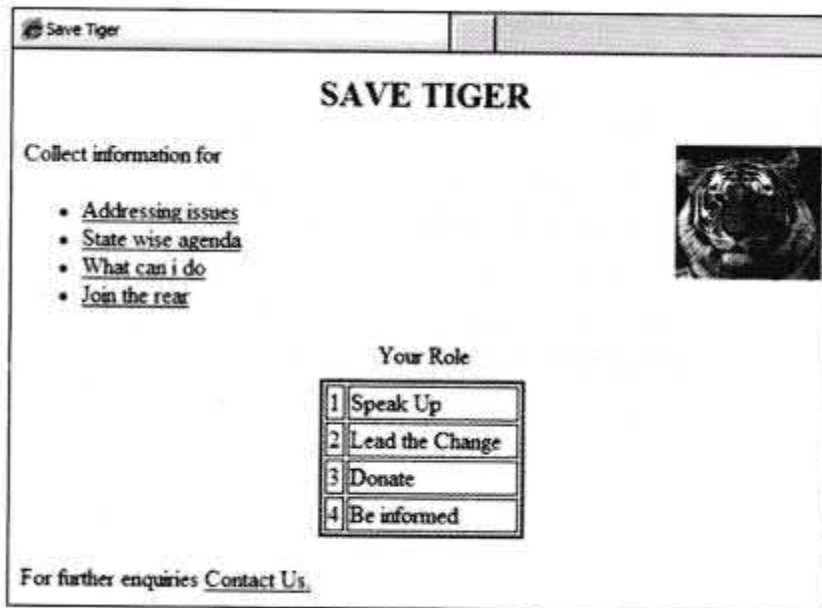 Save Tiger
SAVE TIGER
Collect information for
• Addressing issues
• State wise agenda
• What can i do
• Join the rear
Your Role
1 Speak Up
2 Lead the Change
3 Donate
4 Be informed
For further enquiries Contact Us.